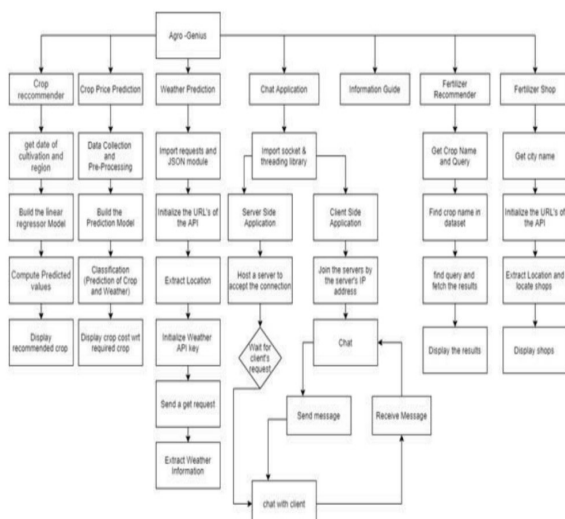 Agro -Genius
Crop
reccommender
Crop Price Prediction
Weather Prediction
Chat Application
Information Guide
Fertilizer
Recommender
Fertilizer Shop
get date of
cultivation and
region
Data Collection
and
Pre-Processing
Import requests
and JSON module
Import socket &
threading library
Get Crop Name
and Query
Get city name
Build the linear
regressor Model
Build the
Prediction Model
Initialize the URL's of
the API
Server Side
Application
Client Side
Application
Find crop name in
dataset
Initialize the URL's of
the API
Compute Predicted
values
Classification
(Prediction of Crop
and Weather)
Extract Location
Host a server to
accept the connection
Join the servers by
the server's IP
address
find query and
fetch the results
Extract Location and
locate shops
Display
recommended crop
Display crop cost wrt
required crop
Initialize Weather
API key
Wait for
client's
request
Chat
Display the results
Display shops
Send a get request
Send message
Receive Message
Extract Weather
Information
chat with client